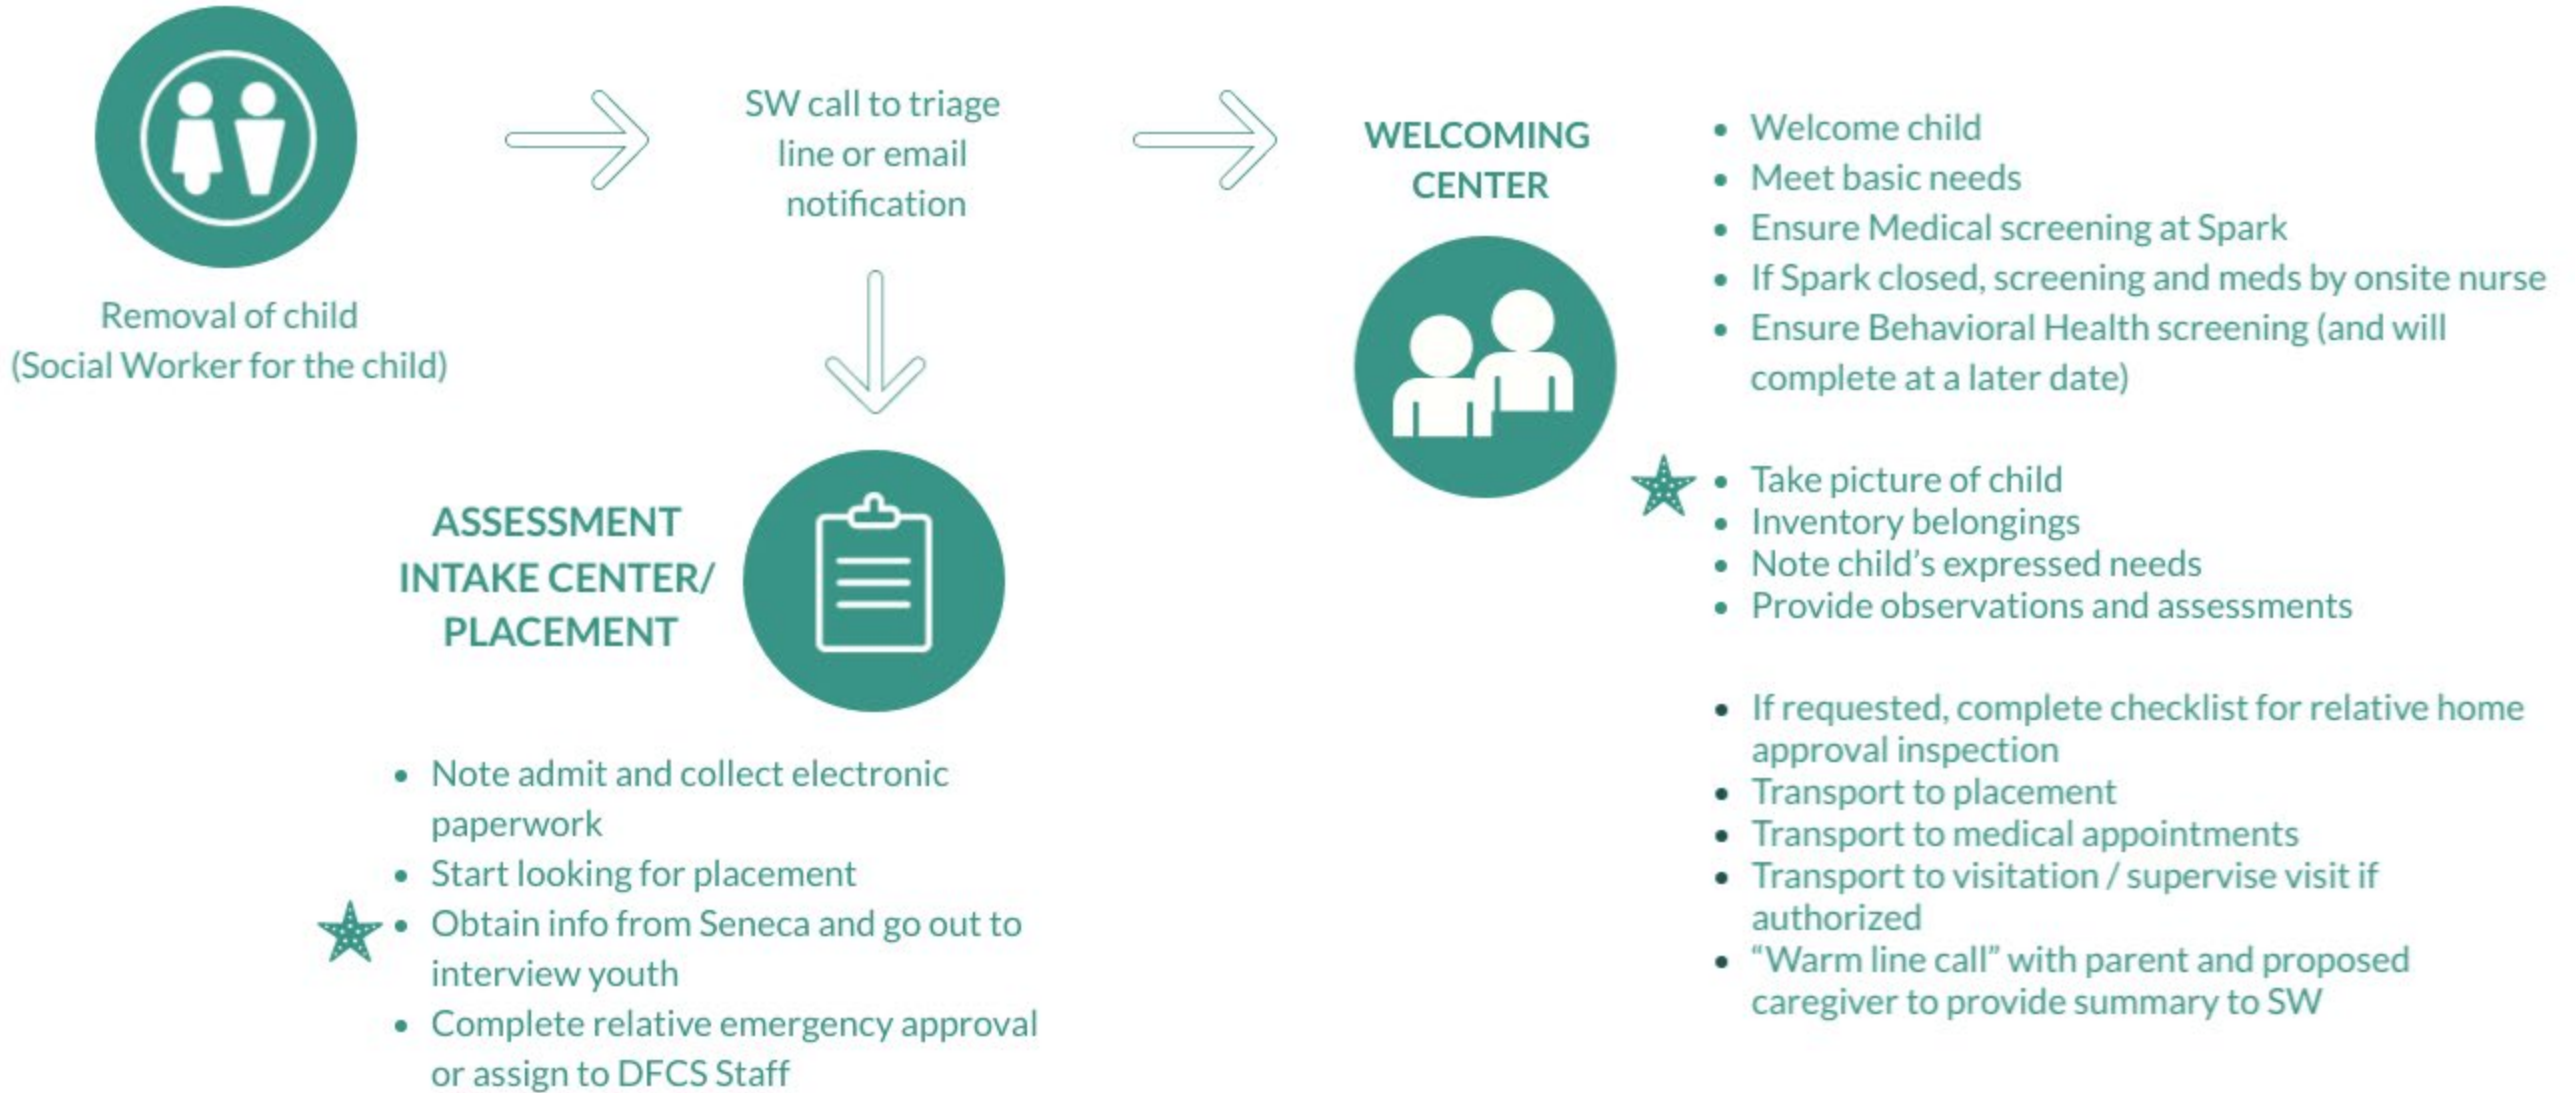 Removal of child
(Social Worker for the child)
SW call to triage
line or email
notification
WELCOMING
CENTER
• Welcome child
• Meet basic needs
• Ensure Medical screening at Spark
• If Spark closed, screening and meds by onsite nurse
• Ensure Behavioral Health screening (and will
complete at a later date)
• Take picture of child
• Inventory belongings
• Note child’s expressed needs
• Provide observations and assessments
• If requested, complete checklist for relative home
approval inspection
• Transport to placement
• Transport to medical appointments
• Transport to visitation / supervise visit if
authorized
• “Warm line call” with parent and proposed
caregiver to provide summary to SW
ASSESSMENT
INTAKE CENTER/
PLACEMENT
• Note admit and collect electronic
paperwork
• Start looking for placement
• Obtain info from Seneca and go out to
interview youth
• Complete relative emergency approval
or assign to DFCS Staff